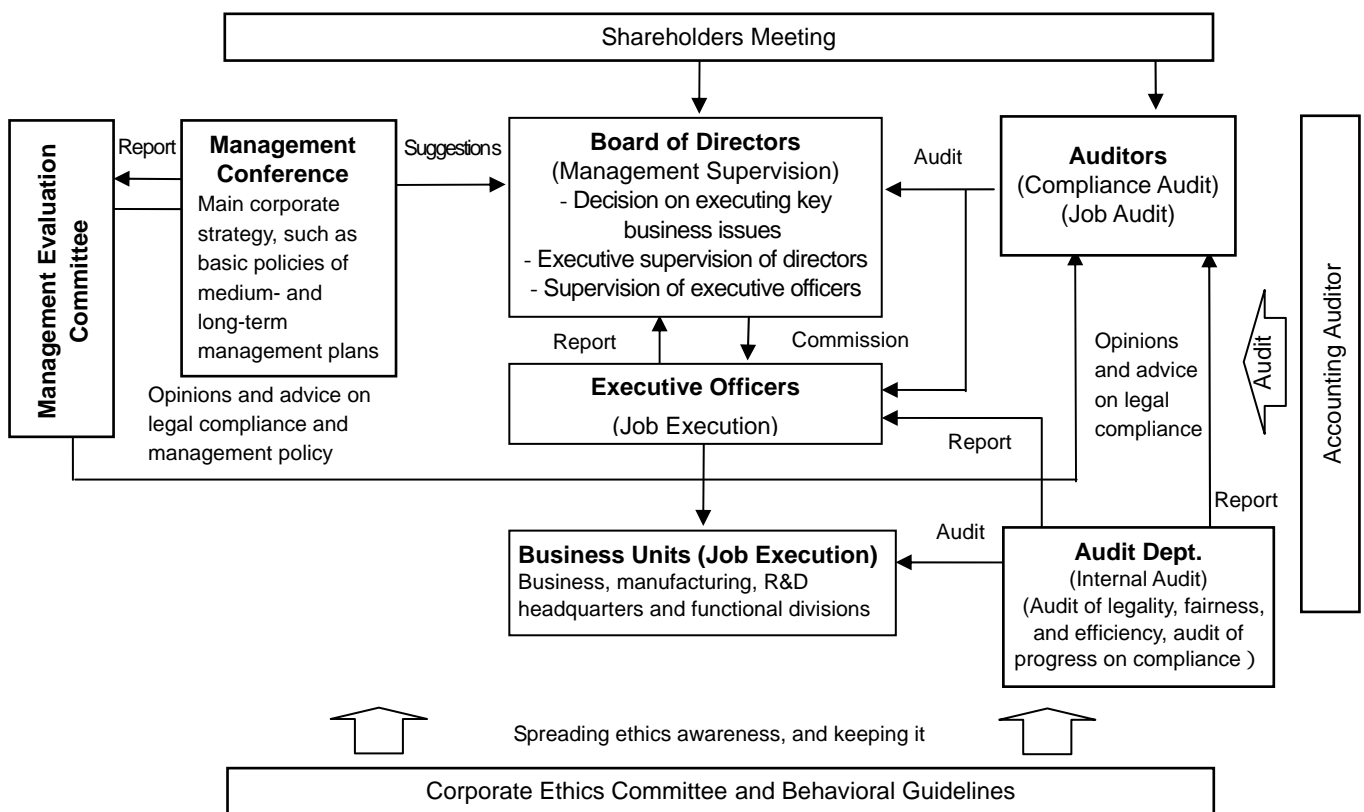 Shareholders Meeting
Management Evaluation
Committee
Report
Management
Conference
Main corporate
strategy, such as
basic policies of
medium- and
long-term
management plans
Suggestions
Board of Directors
(Management Supervision)
- Decision on executing key
business issues
- Executive supervision of directors
- Supervision of executive officers
Audit
Auditors
(Compliance Audit)
(Job Audit)
Accounting Auditor
Audit
Report
Commission
Opinions
and advice
on legal
compliance
Opinions and advice on
legal compliance and
management policy
Executive Officers
(Job Execution)
Report
Report
Business Units (Job Execution)
Business, manufacturing, R&D
headquarters and functional divisions
Audit
Audit Dept.
(Internal Audit)
(Audit of legality, fairness,
and efficiency, audit of
progress on compliance)
Spreading ethics awareness, and keeping it
Corporate Ethics Committee and Behavioral Guidelines